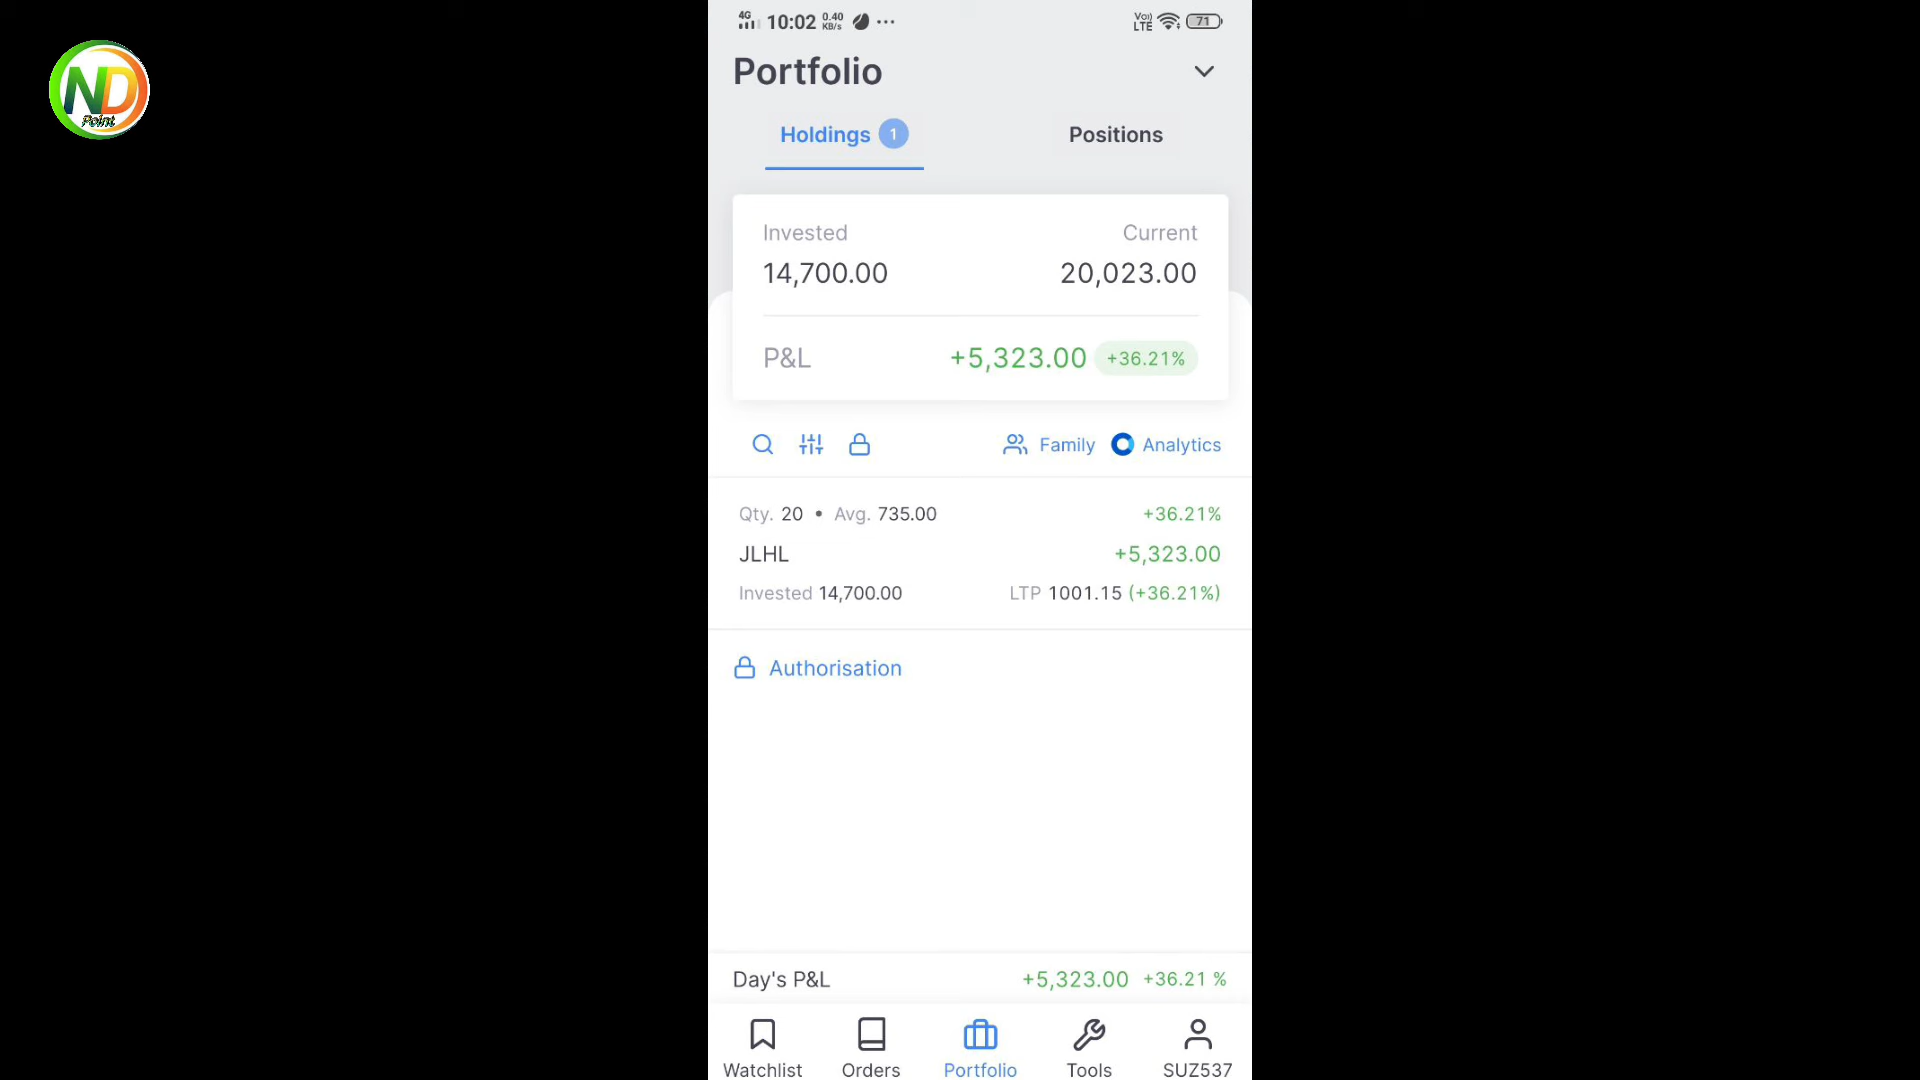 ND
Point
4G 10:02 0.40 KB/s ...
Vo) LTE 71
Portfolio
Holdings 1
Positions
Invested Current
14,700.00 20,023.00
P&L +5,323.00 +36.21%
Family Analytics
Qty. 20 • Avg. 735.00 +36.21%
JLHL +5,323.00
Invested 14,700.00 LTP 1001.15 (+36.21%)
Authorisation
Day's P&L +5,323.00 +36.21 %
Watchlist Orders Portfolio Tools SUZ537